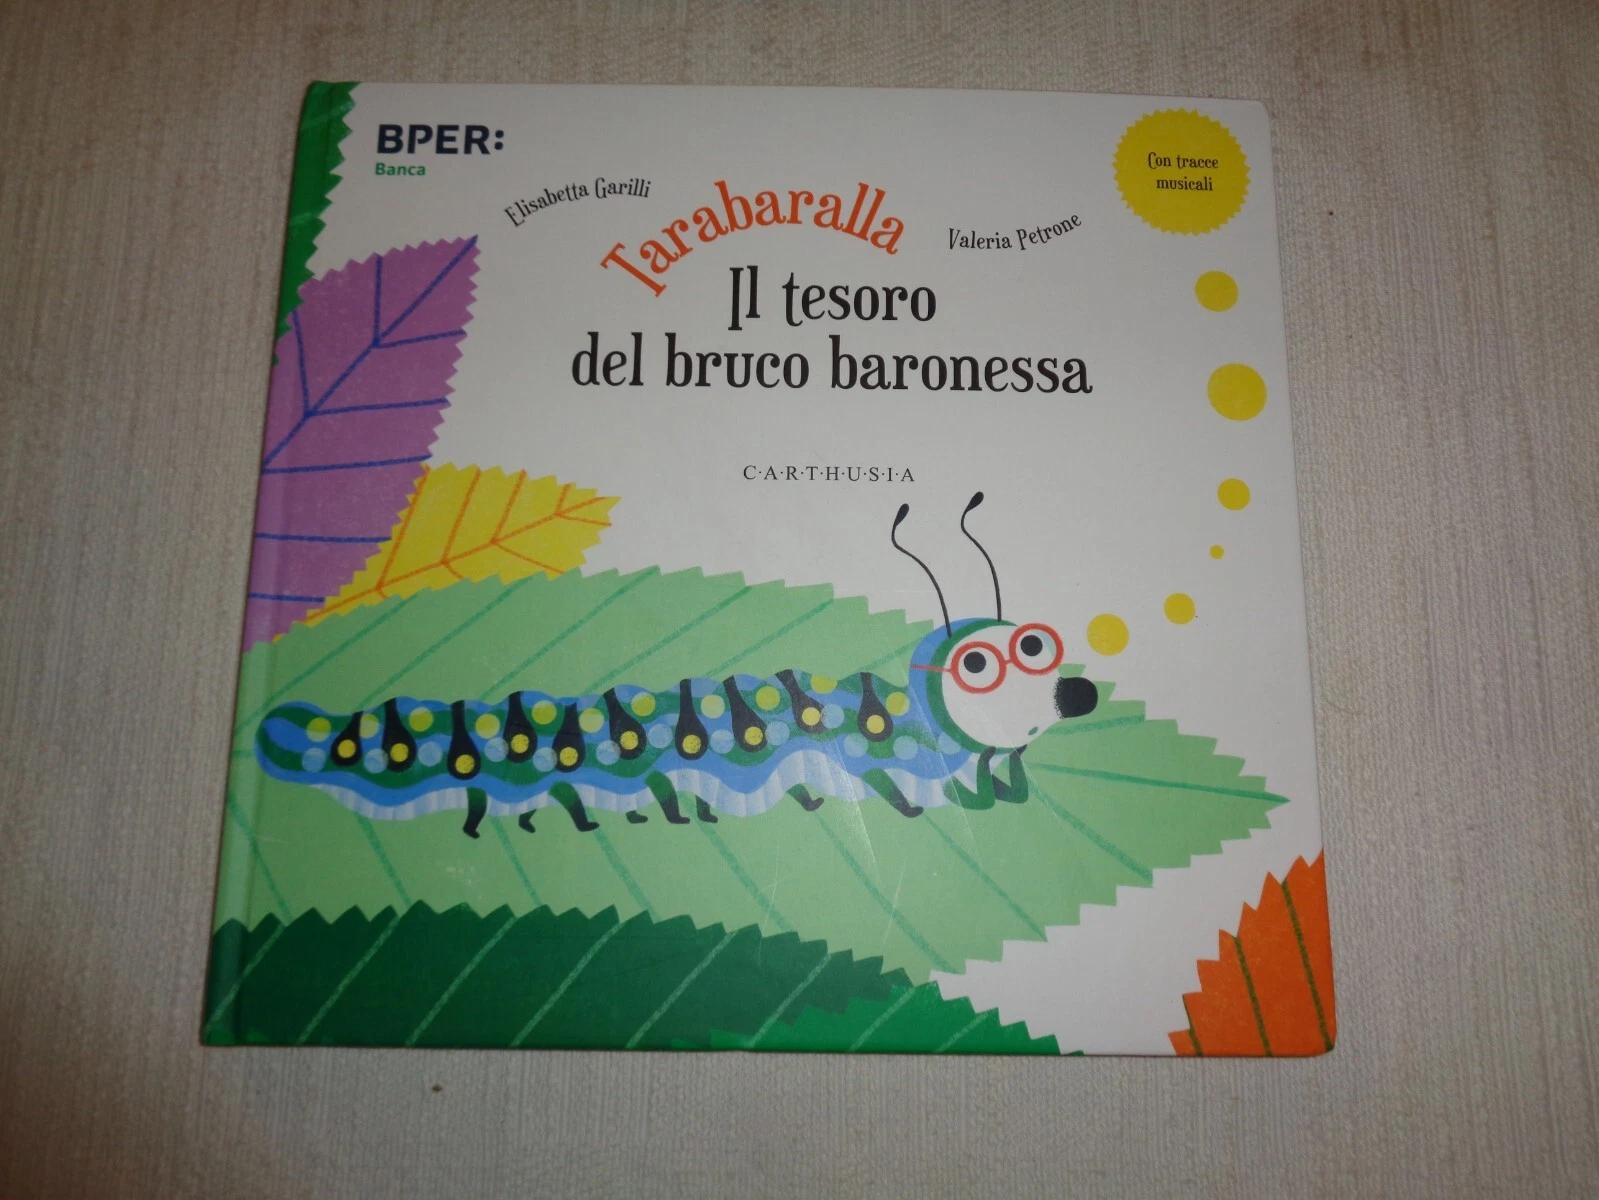 BPER:
Banca
Con tracce
musicali
Elisabetta Garilli
Tarabaralla
Valeria Petrone
Il tesoro
del bruco baronessa
C·A·R·T·H·U·S·I·A